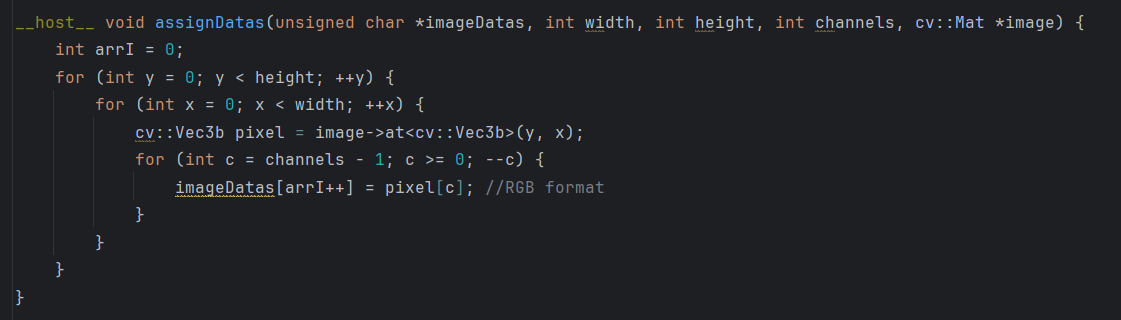 __host__ void assignDatas(unsigned char *imageDatas, int width, int height, int channels, cv::Mat *image) {
    int arrI = 0;
    for (int y = 0; y < height; ++y) {
        for (int x = 0; x < width; ++x) {
            cv::Vec3b pixel = image->at<cv::Vec3b>(y, x);
            for (int c = channels - 1; c >= 0; --c) {
                imageDatas[arrI++] = pixel[c]; //RGB format
            }
        }
    }
}